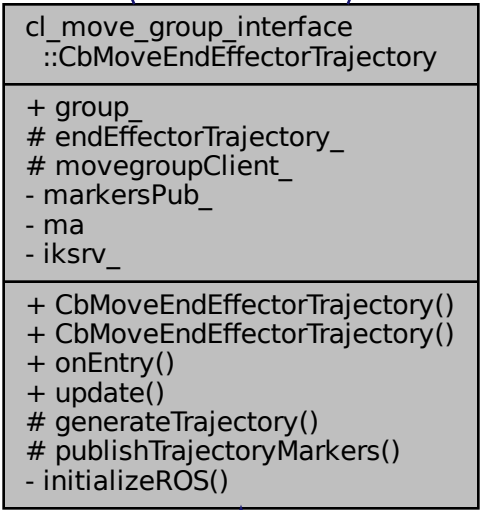 cl_move_group_interface
::CbMoveEndEffectorTrajectory
+ group_
# endEffectorTrajectory_
# movegroupClient_
- markersPub_
- ma
- iksrv_
+ CbMoveEndEffectorTrajectory()
+ CbMoveEndEffectorTrajectory()
+ onEntry()
+ update()
# generateTrajectory()
# publishTrajectoryMarkers()
- initializeROS()